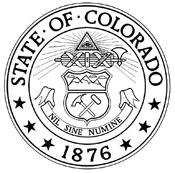 STATE OF COLORADO
NIL SINE NUMINE
1876